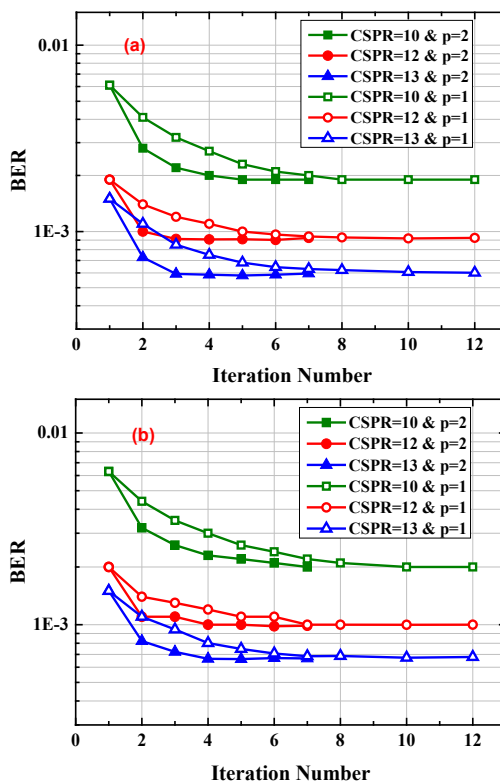 (a)
CSPR=10 & p=2
CSPR=12 & p=2
CSPR=13 & p=2
CSPR=10 & p=1
CSPR=12 & p=1
CSPR=13 & p=1
0.01
1E-3
BER
0 2 4 6 8 10 12
Iteration Number
(b)
CSPR=10 & p=2
CSPR=12 & p=2
CSPR=13 & p=2
CSPR=10 & p=1
CSPR=12 & p=1
CSPR=13 & p=1
0.01
1E-3
BER
0 2 4 6 8 10 12
Iteration Number